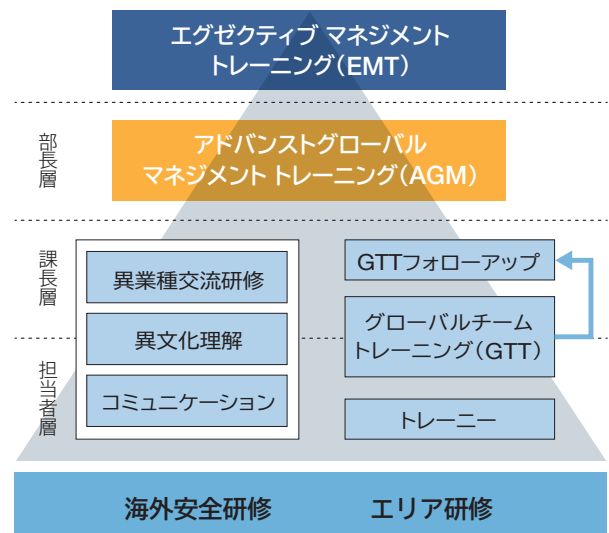 エグゼクティブ マネジメント
トレーニング(EMT)
部長層
アドバンストグローバル
マネジメント トレーニング(AGM)
課長層
異業種交流研修
異文化理解
コミュニケーション
GTTフォローアップ
グローバルチーム
トレーニング(GTT)
トレーニー
担当者層
海外安全研修
エリア研修